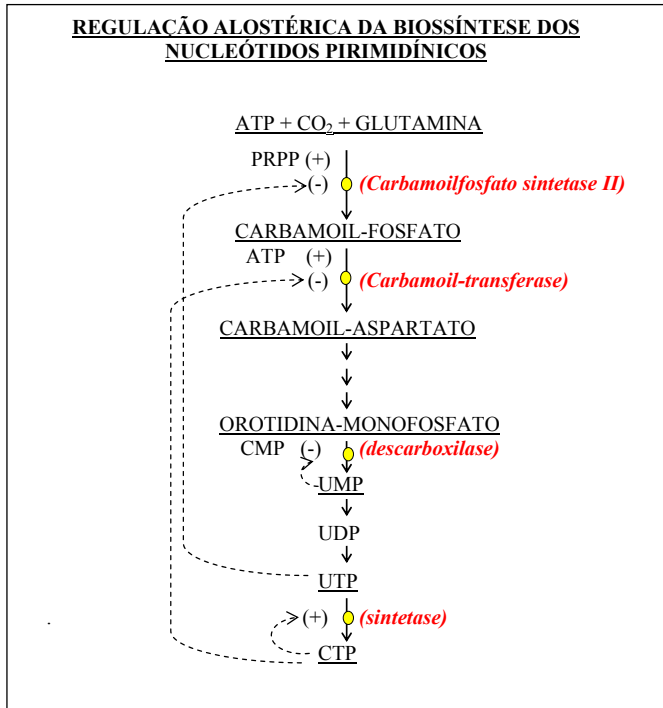 REGULAÇÃO ALOSTÉRICA DA BIOSSÍNTESE DOS
NUCLEÓTIDOS PIRIMIDÍNICOS
ATP + CO₂ + GLUTAMINA
PRPP (+)
(-) (Carbamoilfosfato sintetase II)
CARBAMOIL-FOSFATO
ATP (+)
(-) (Carbamoil-transferase)
CARBAMOIL-ASPARTATO
OROTIDINA-MONOFOSFATO
CMP (-) (descarboxilase)
UMP
UDP
UTP
(+) (sintetase)
CTP